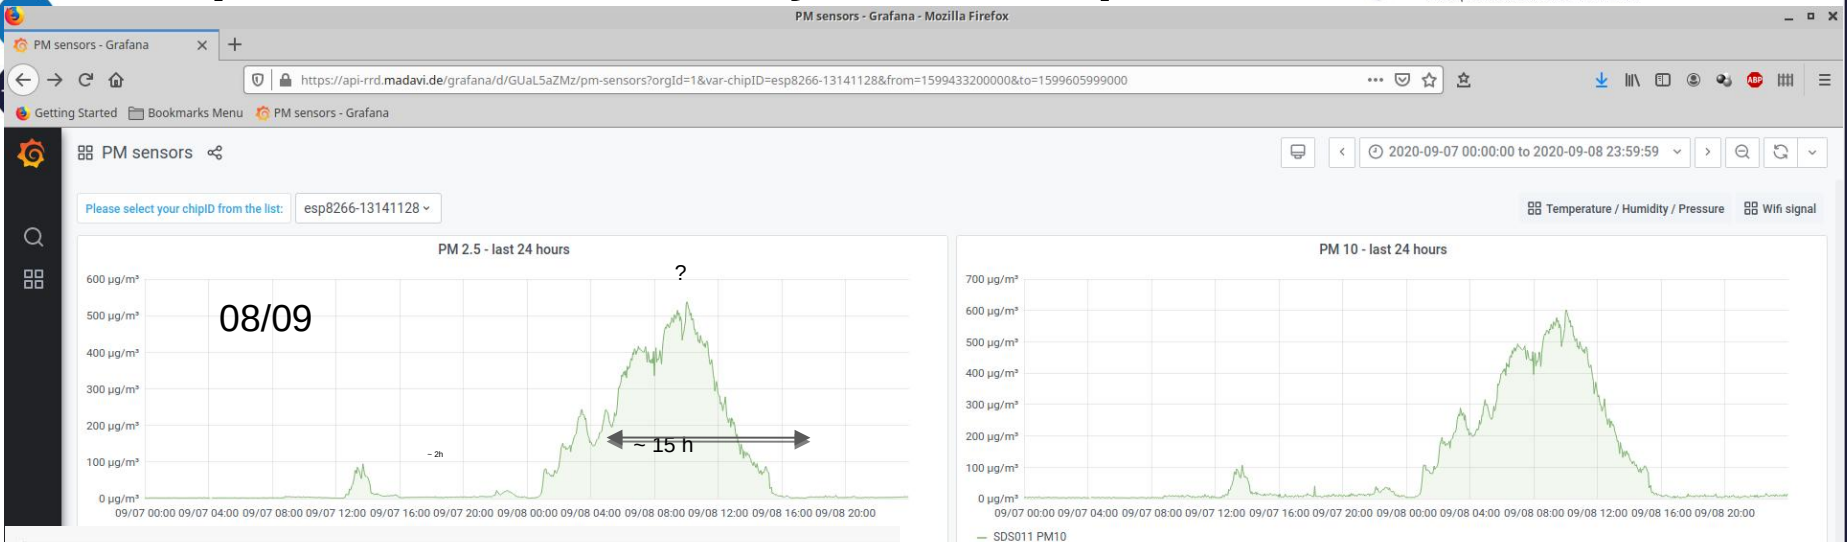 PM sensors - Grafana - Mozilla Firefox
PM sensors - Grafana
https://api-rrd.madavi.de/grafana/d/GUaL5aZMz/pm-sensors?orgId=1&var-chipID=esp8266-13141128&from=1599433200000&to=1599605999000
ABP
Getting Started Bookmarks Menu PM sensors - Grafana
PM sensors
2020-09-07 00:00:00 to 2020-09-08 23:59:59
Please select your chipID from the list: esp8266-13141128
Temperature / Humidity / Pressure Wifi signal
PM 2.5 - last 24 hours
?
600 µg/m³
500 µg/m³
08/09
400 µg/m³
300 µg/m³
200 µg/m³
~ 15 h
~ 2h
100 µg/m³
0 µg/m³
09/07 00:00 09/07 04:00 09/07 08:00 09/07 12:00 09/07 16:00 09/07 20:00 09/08 00:00 09/08 04:00 09/08 08:00 09/08 12:00 09/08 16:00 09/08 20:00
PM 10 - last 24 hours
700 µg/m³
600 µg/m³
500 µg/m³
400 µg/m³
300 µg/m³
200 µg/m³
100 µg/m³
0 µg/m³
09/07 00:00 09/07 04:00 09/07 08:00 09/07 12:00 09/07 16:00 09/07 20:00 09/08 00:00 09/08 04:00 09/08 08:00 09/08 12:00 09/08 16:00 09/08 20:00
SDS011 PM10